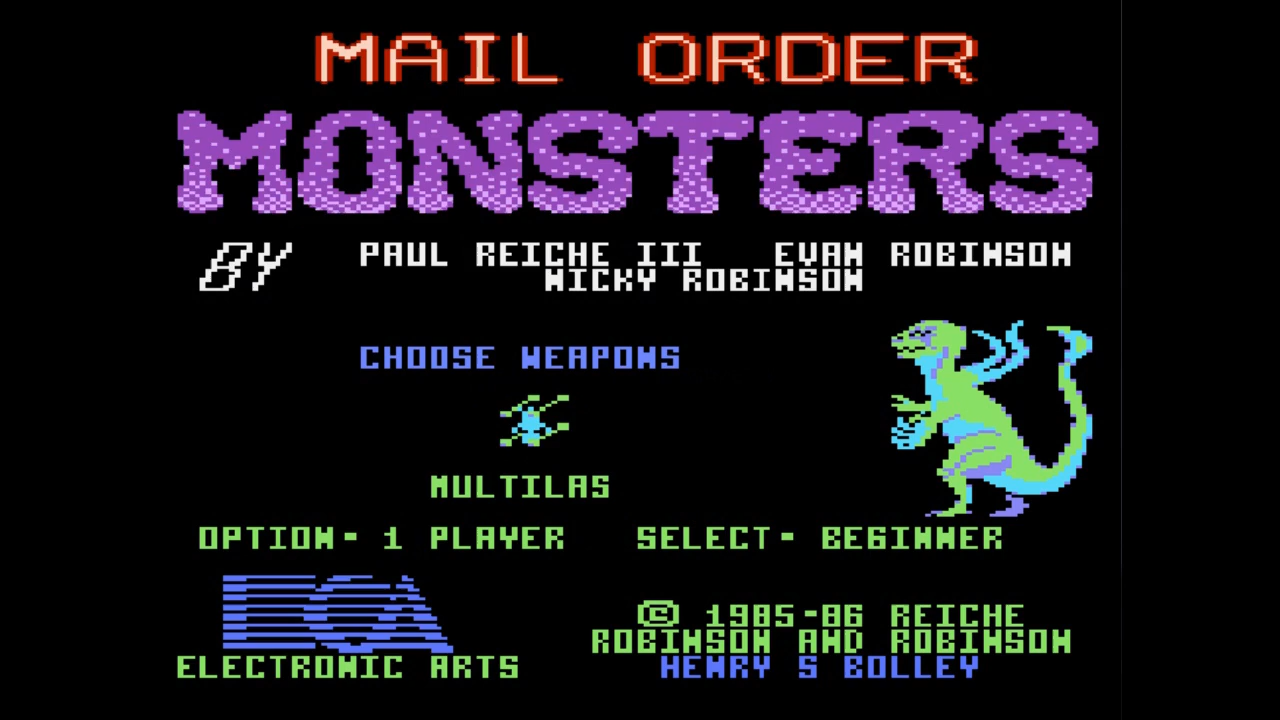 MAIL ORDER
MONSTERS
BY PAUL REICHE III EVAN ROBINSON
NICKY ROBINSON
CHOOSE WEAPONS
MULTILAS
OPTION- 1 PLAYER SELECT- BEGINNER
ECA
© 1985-86 REICHE
ROBINSON AND ROBINSON
ELECTRONIC ARTS HENRY S BOLLEY